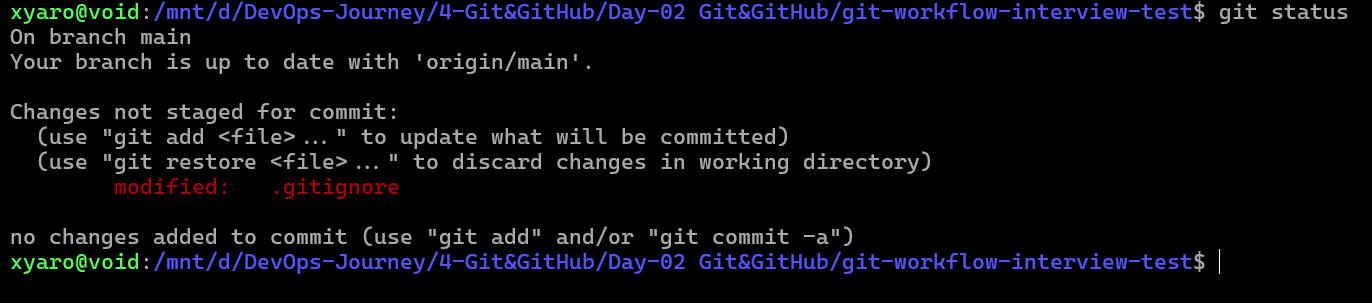 xyaro@void:/mnt/d/DevOps-Journey/4-Git&GitHub/Day-02 Git&GitHub/git-workflow-interview-test$ git status
On branch main
Your branch is up to date with 'origin/main'.
Changes not staged for commit:
  (use "git add <file>..." to update what will be committed)
  (use "git restore <file>..." to discard changes in working directory)
        modified:   .gitignore
no changes added to commit (use "git add" and/or "git commit -a")
xyaro@void:/mnt/d/DevOps-Journey/4-Git&GitHub/Day-02 Git&GitHub/git-workflow-interview-test$